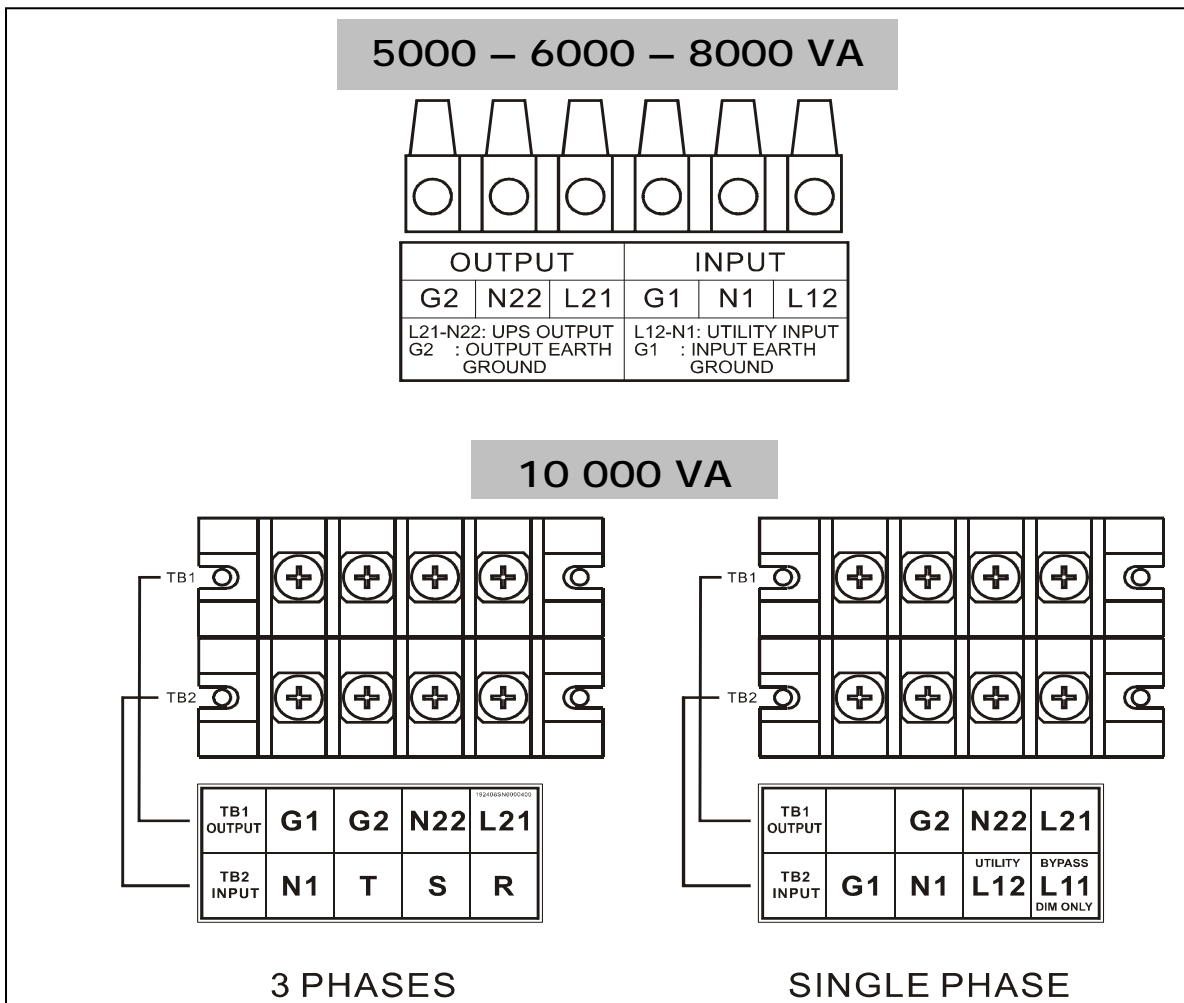 5000 – 6000 – 8000 VA
OUTPUT INPUT
G2 N22 L21 G1 N1 L12
L21-N22: UPS OUTPUT
G2 : OUTPUT EARTH
GROUND
L12-N1: UTILITY INPUT
G1 : INPUT EARTH
GROUND
10 000 VA
TB1
TB2
192408SN0000400
TB1
OUTPUT G1 G2 N22 L21
TB2
INPUT N1 T S R
3 PHASES
TB1
TB2
TB1
OUTPUT G2 N22 L21
TB2
INPUT G1 N1 UTILITY L12 BYPASS L11 DIM ONLY
SINGLE PHASE